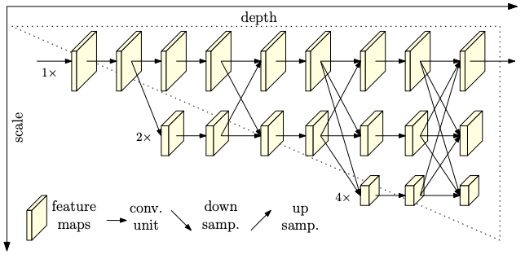 depth
1×
2×
scale
4×
feature
maps
conv.
unit
down
samp.
up
samp.